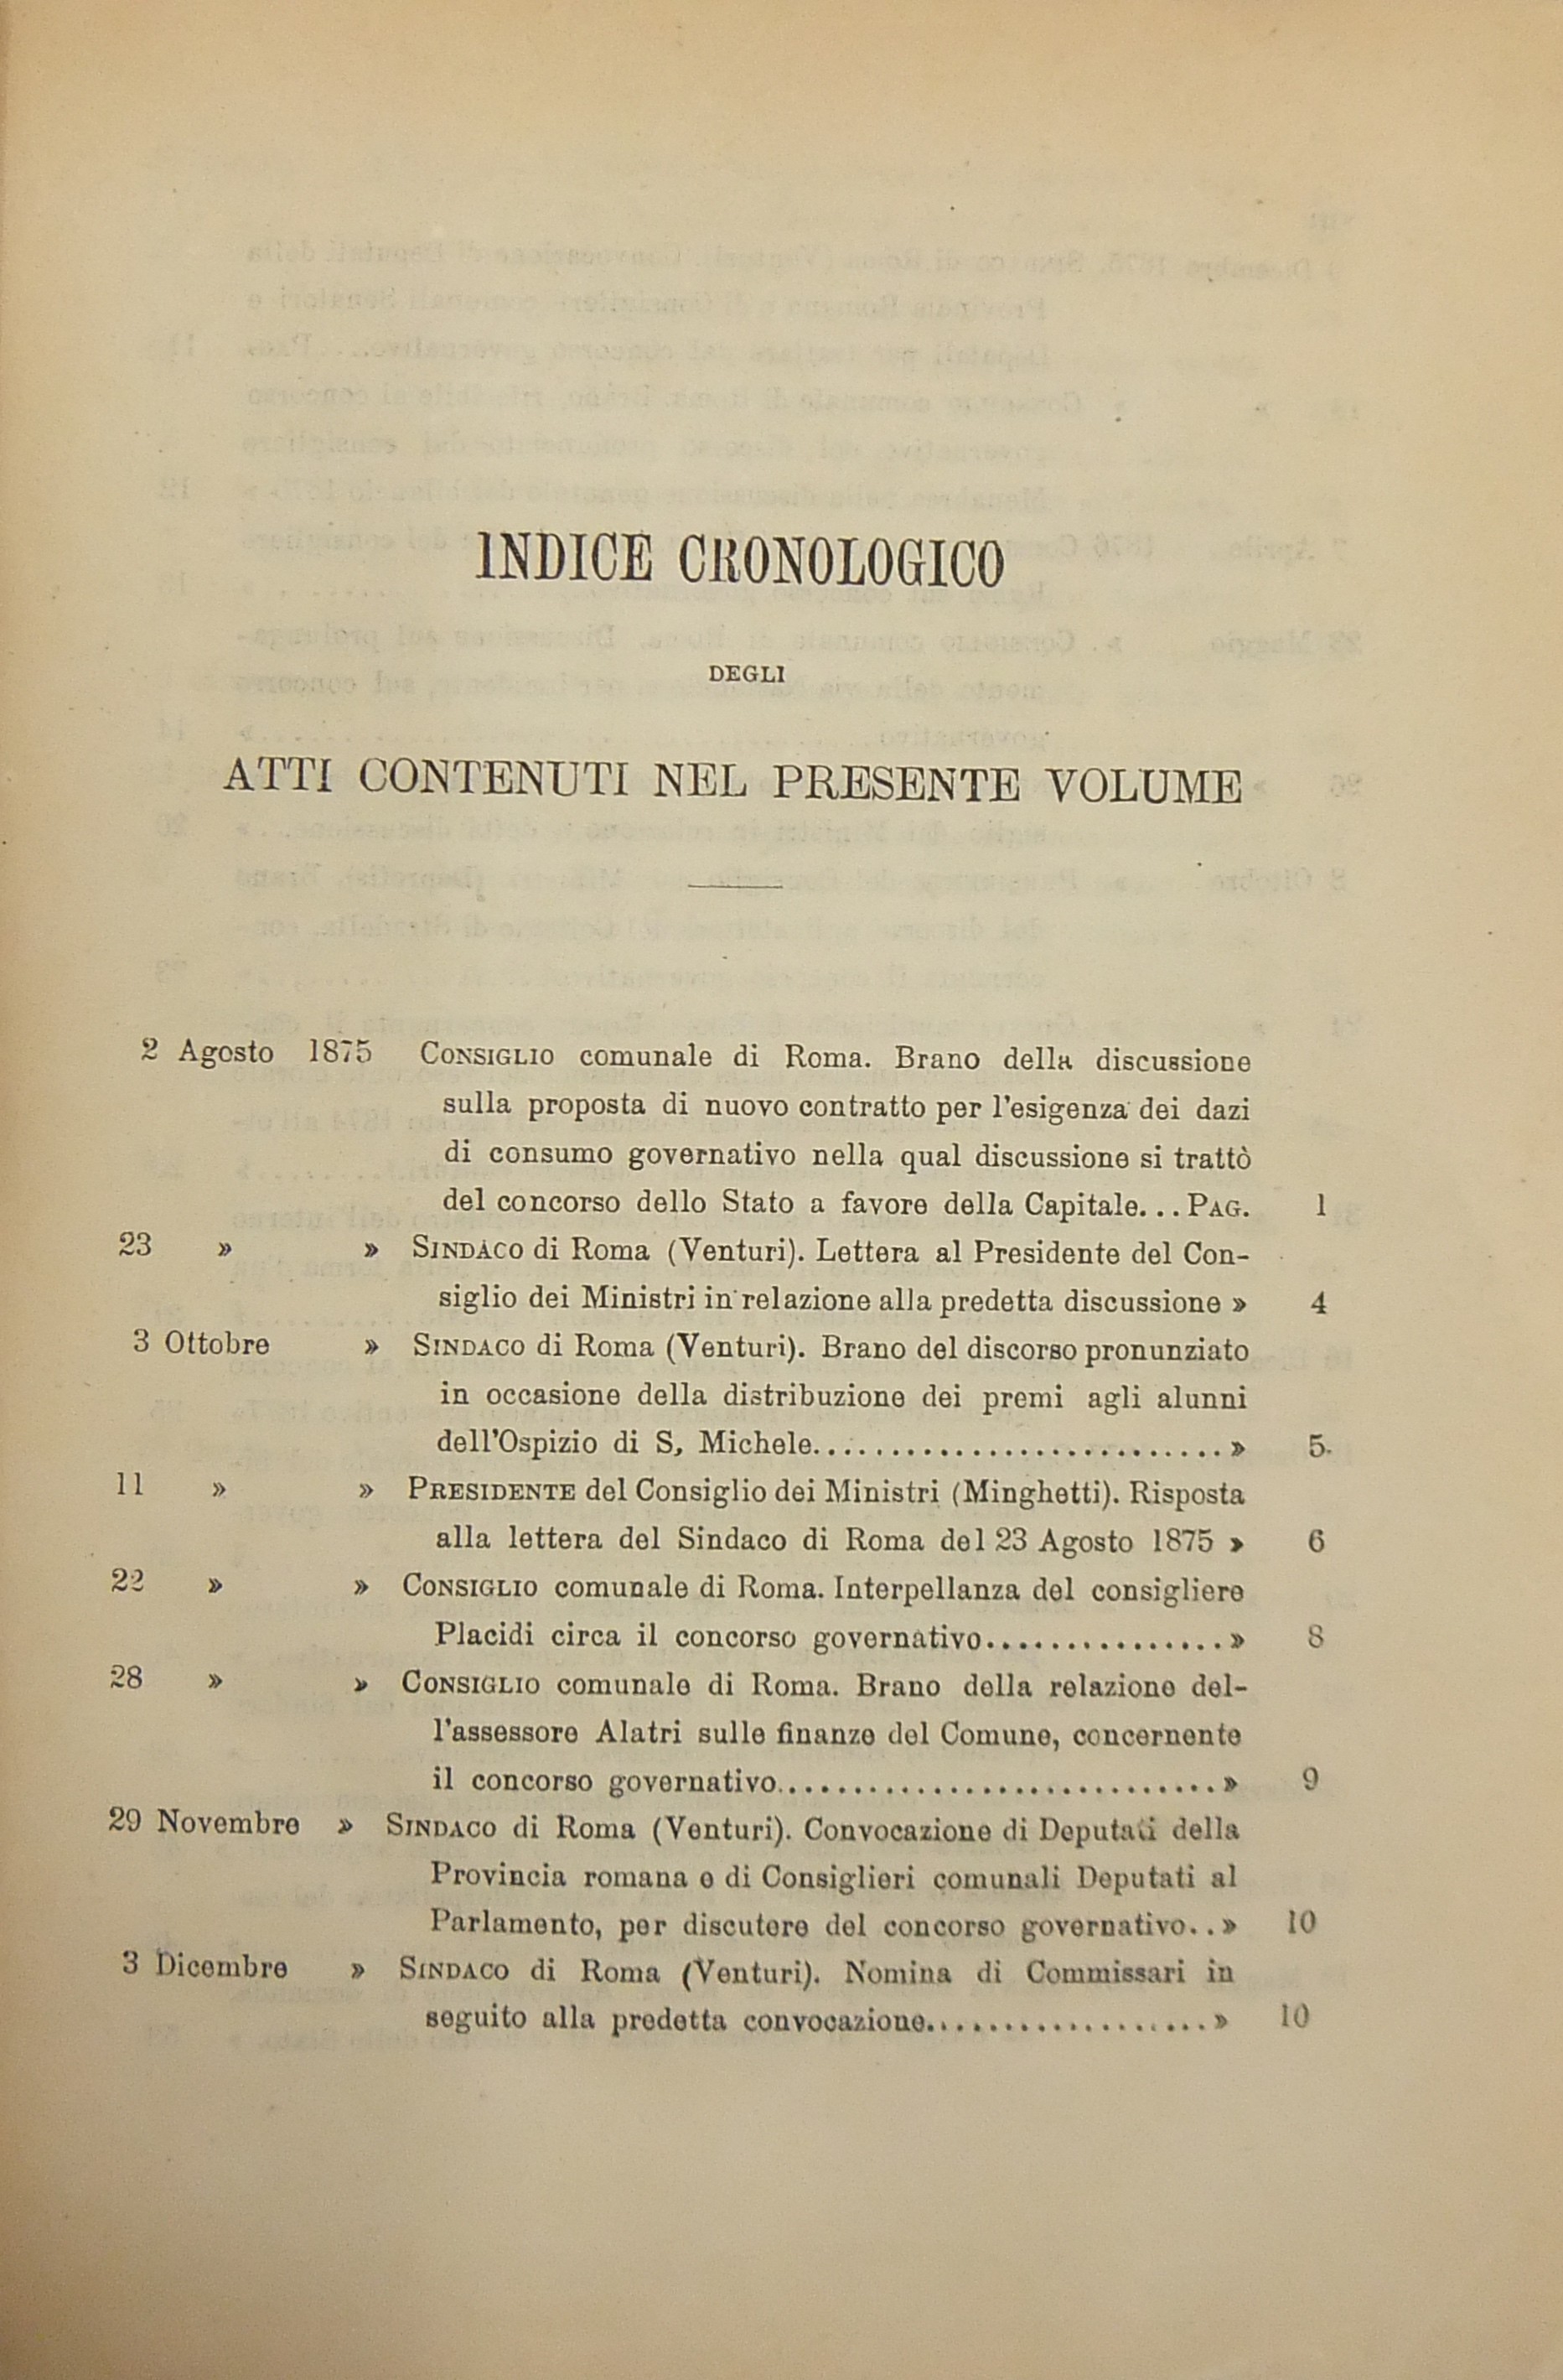 INDICE CRONOLOGICO
DEGLI
ATTI CONTENUTI NEL PRESENTE VOLUME
2 Agosto 1875 CONSIGLIO comunale di Roma. Brano della discussione
sulla proposta di nuovo contratto per l'esigenza dei dazi
di consumo governativo nella qual discussione si trattò
del concorso dello Stato a favore della Capitale... PAG. 1
23 » » SINDACO di Roma (Venturi). Lettera al Presidente del Con-
siglio dei Ministri in relazione alla predetta discussione » 4
3 Ottobre » SINDACO di Roma (Venturi). Brano del discorso pronunziato
in occasione della distribuzione dei premi agli alunni
dell'Ospizio di S. Michele........................... » 5
11 » » PRESIDENTE del Consiglio dei Ministri (Minghetti). Risposta
alla lettera del Sindaco di Roma del 23 Agosto 1875 » 6
22 » » CONSIGLIO comunale di Roma. Interpellanza del consigliere
Placidi circa il concorso governativo................ » 8
28 » » CONSIGLIO comunale di Roma. Brano della relazione del-
l'assessore Alatri sulle finanze del Comune, concernente
il concorso governativo............................. » 9
29 Novembre » SINDACO di Roma (Venturi). Convocazione di Deputati della
Provincia romana e di Consiglieri comunali Deputati al
Parlamento, per discutere del concorso governativo.. » 10
3 Dicembre » SINDACO di Roma (Venturi). Nomina di Commissari in
seguito alla predetta convocazione................... » 10